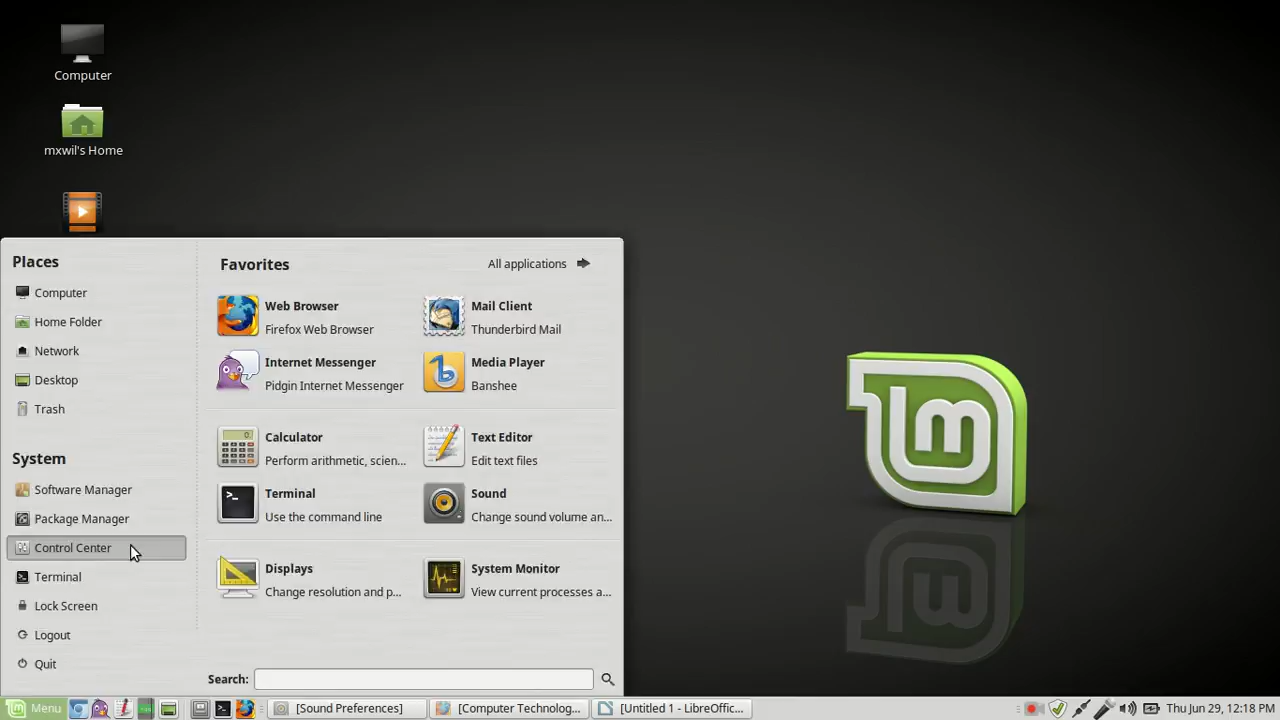 Computer
mxwil's Home
Places
Computer
Home Folder
Network
Desktop
Trash
System
Software Manager
Package Manager
Control Center
Terminal
Lock Screen
Logout
Quit
Favorites
All applications
Web Browser
Firefox Web Browser
Mail Client
Thunderbird Mail
Internet Messenger
Pidgin Internet Messenger
Media Player
Banshee
Calculator
Perform arithmetic, scien...
Text Editor
Edit text files
Terminal
Use the command line
Sound
Change sound volume an...
Displays
Change resolution and p...
System Monitor
View current processes a...
Search:
Menu
[Sound Preferences]
[Computer Technolog...
[Untitled 1 - LibreOffic...
Thu Jun 29, 12:18 PM